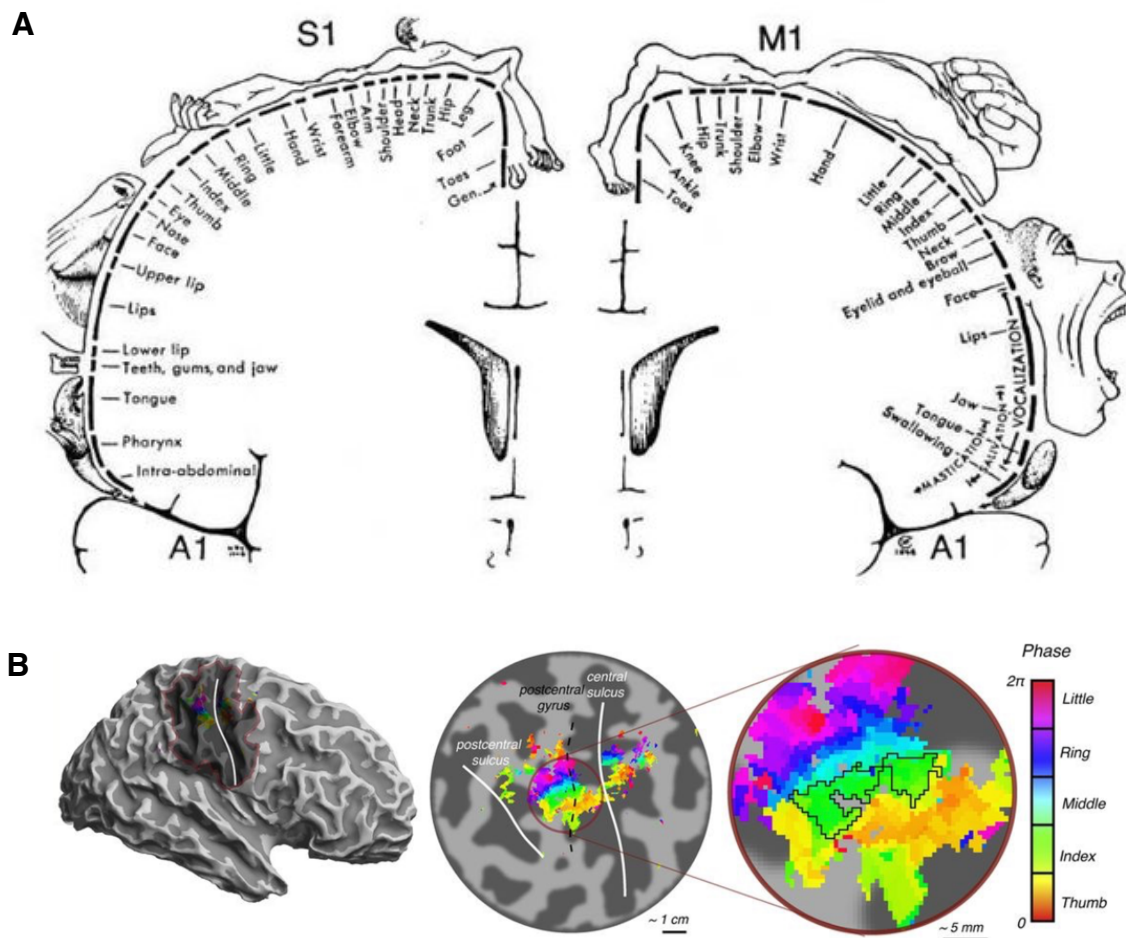 A
S1
M1
Little
Hand
Wrist
Forearm
Elbow
Arm
Shoulder
Head
Neck
Trunk
Hip
Leg
Foot
Toes
Gen.
Ring
Middle
Index
Thumb
Eye
Nose
Face
Upper lip
Lips
Lower lip
Teeth, gums, and jaw
Tongue
Pharynx
Intra-abdominal
A1
Knee
Hip
Trunk
Shoulder
Elbow
Wrist
Ankle
Toes
Hand
Little
Ring
Middle
Index
Thumb
Neck
Brow
Eyelid and eyeball
Face
Lips
VOCALIZATION
Jaw
Tongue
Swallowing
SALIVATION
MASTICATION
A1
B
postcentral
sulcus
postcentral
gyrus
central
sulcus
~ 1 cm
~ 5 mm
Phase
2π
Little
Ring
Middle
Index
Thumb
0